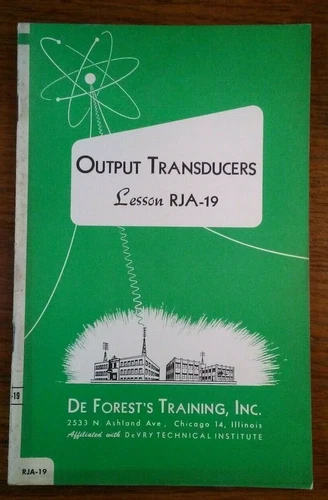 OUTPUT TRANSDUCERS
Lesson RJA-19
-19
DE FOREST'S TRAINING, INC.
2533 N. Ashland Ave., Chicago 14, Illinois
Affiliated with DEVRY TECHNICAL INSTITUTE
RJA-19